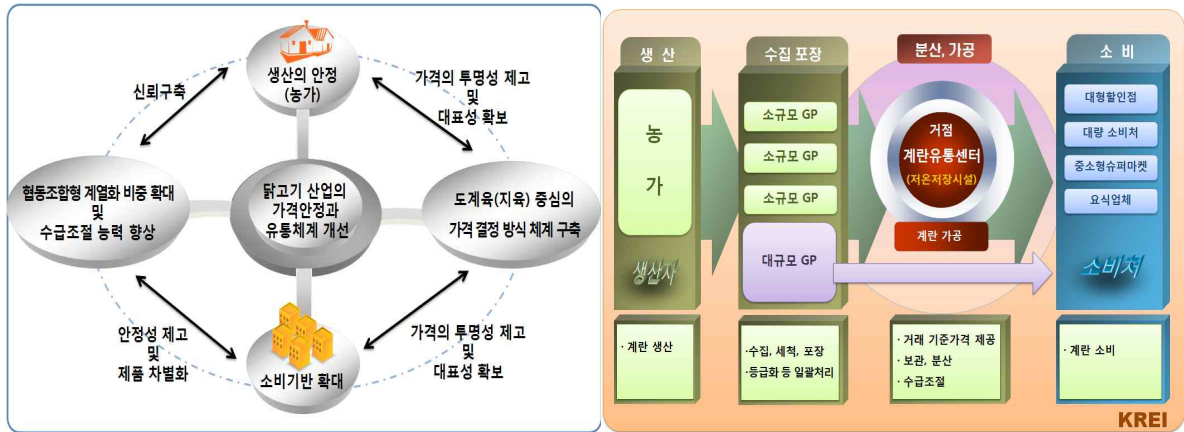 생산의 안정
(농가)
신뢰구축
가격의 투명성 제고
및
대표성 확보
협동조합형 계열화 비중 확대
및
수급조절 능력 향상
닭고기 산업의
가격안정과
유통체계 개선
도계육(지육) 중심의
가격 결정 방식 체계 구축
안정성 제고
및
제품 차별화
가격의 투명성 제고
및
대표성 확보
소비기반 확대
생 산
농
가
생산자
· 계란 생산
수집 포장
소규모 GP
소규모 GP
소규모 GP
대규모 GP
·수집, 세척, 포장
·등급화 등 일괄처리
분산, 가공
거점
계란유통센터
(저온저장시설)
계란 가공
· 거래 기준가격 제공
· 보관, 분산
· 수급조절
소 비
대형할인점
대량 소비처
중소형슈퍼마켓
요식업체
소비처
· 계란 소비
KREI